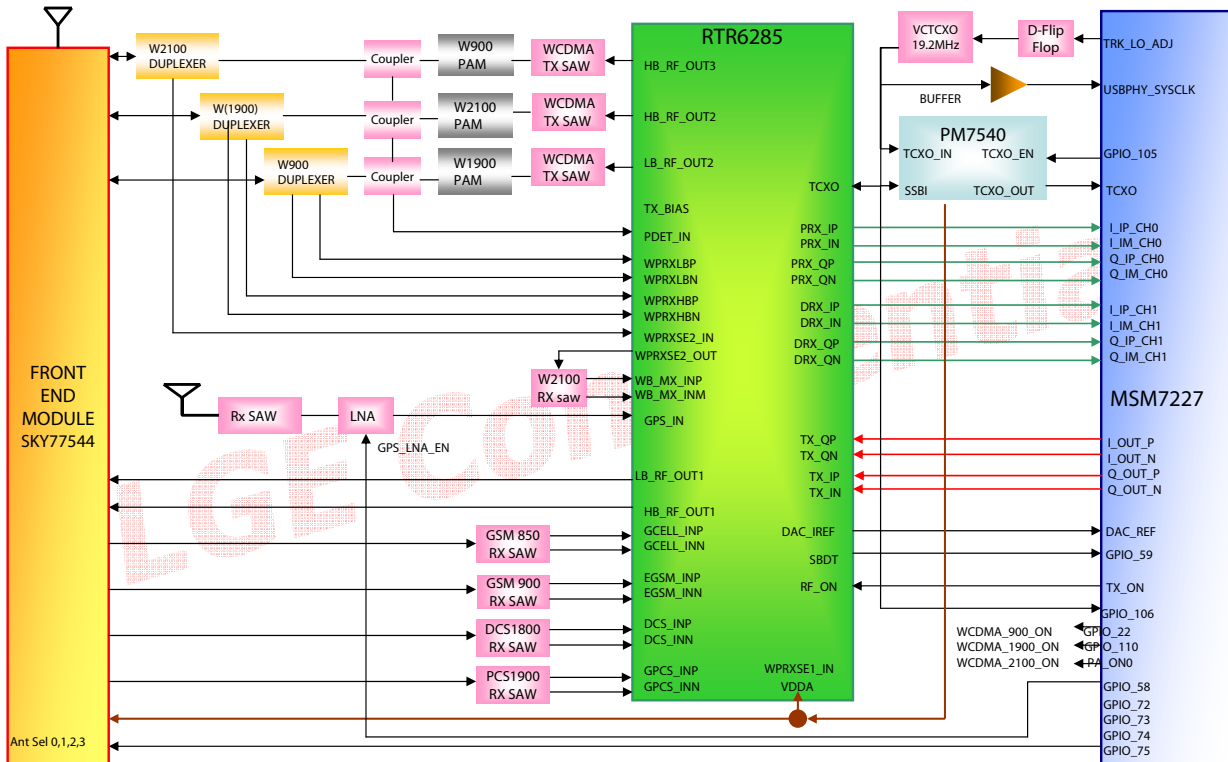 RTR6285
W2100
DUPLEXER
W(1900)
DUPLEXER
W900
DUPLEXER
Coupler
Coupler
Coupler
W900
PAM
W2100
PAM
W1900
PAM
WCDMA
TX SAW
WCDMA
TX SAW
WCDMA
TX SAW
HB_RF_OUT3
HB_RF_OUT2
LB_RF_OUT2
TX_BIAS
PDET_IN
WPRXLBP
WPRXLBN
WPRXHBP
WPRXHBN
WPRXSE2_IN
WPRXSE2_OUT
WB_MX_INP
WB_MX_INM
GPS_IN
LB_RF_OUT1
HB_RF_OUT1
GCELL_INP
GCELL_INN
EGSM_INP
EGSM_INN
DCS_INP
DCS_INN
GPCS_INP
GPCS_INN
TCXO
PRX_IP
PRX_IN
PRX_QP
PRX_QN
DRX_IP
DRX_IN
DRX_QP
DRX_QN
TX_QP
TX_QN
TX_IP
TX_IN
DAC_IREF
SBDT
RF_ON
WPRXSE1_IN
VDDA
W2100
RX saw
Rx SAW
LNA
GPS_LNA_EN
GSM 850
RX SAW
GSM 900
RX SAW
DCS1800
RX SAW
PCS1900
RX SAW
FRONT
END
MODULE
SKY77544
Ant Sel 0,1,2,3
VCTCXO
19.2MHz
D-Flip
Flop
BUFFER
PM7540
TCXO_IN
TCXO_EN
SSBI
TCXO_OUT
TRK_LO_ADJ
USBPHY_SYSCLK
GPIO_105
TCXO
I_IP_CH0
I_IM_CH0
Q_IP_CH0
Q_IM_CH0
I_IP_CH1
I_IM_CH1
Q_IP_CH1
Q_IM_CH1
MSM7227
I_OUT_P
I_OUT_N
Q_OUT_P
Q_OUT_N
DAC_REF
GPIO_59
TX_ON
GPIO_106
WCDMA_900_ON
GPIO_22
WCDMA_1900_ON
GPIO_110
WCDMA_2100_ON
PA_ON0
GPIO_58
GPIO_72
GPIO_73
GPIO_74
GPIO_75